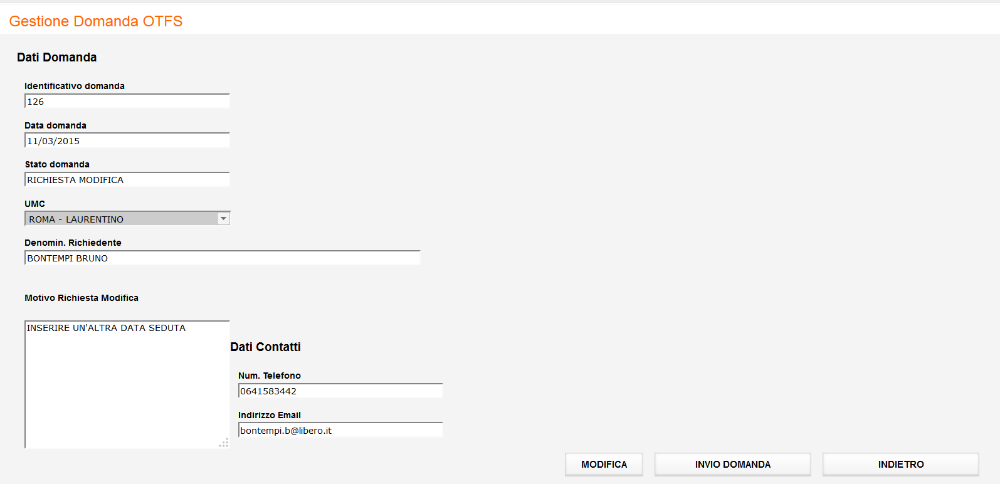 Gestione Domanda OTFS
Dati Domanda
Identificativo domanda
126
Data domanda
11/03/2015
Stato domanda
RICHIESTA MODIFICA
UMC
ROMA - LAURENTINO
Denomin. Richiedente
BONTEMPI BRUNO
Motivo Richiesta Modifica
INSERIRE UN'ALTRA DATA SEDUTA
Dati Contatti
Num. Telefono
0641583442
Indirizzo Email
bontempi.b@libero.it
MODIFICA INVIO DOMANDA INDIETRO